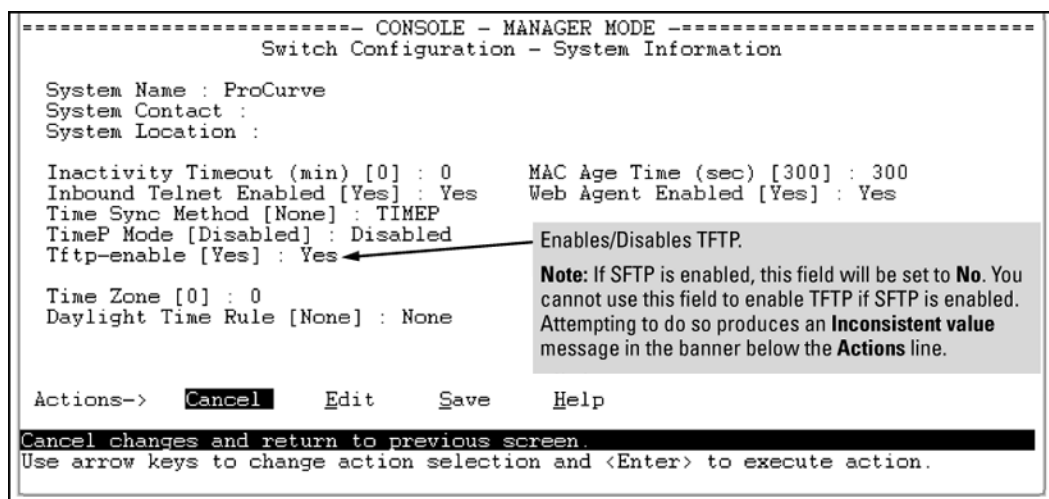 ============================- CONSOLE - MANAGER MODE -============================
Switch Configuration - System Information
System Name : ProCurve
System Contact :
System Location :
Inactivity Timeout (min) [0] : 0 MAC Age Time (sec) [300] : 300
Inbound Telnet Enabled [Yes] : Yes Web Agent Enabled [Yes] : Yes
Time Sync Method [None] : TIMEP
TimeP Mode [Disabled] : Disabled
Tftp-enable [Yes] : Yes
Time Zone [0] : 0
Daylight Time Rule [None] : None
Enables/Disables TFTP.
Note: If SFTP is enabled, this field will be set to No. You
cannot use this field to enable TFTP if SFTP is enabled.
Attempting to do so produces an Inconsistent value
message in the banner below the Actions line.
Actions-> Cancel Edit Save Help
Cancel changes and return to previous screen.
Use arrow keys to change action selection and <Enter> to execute action.